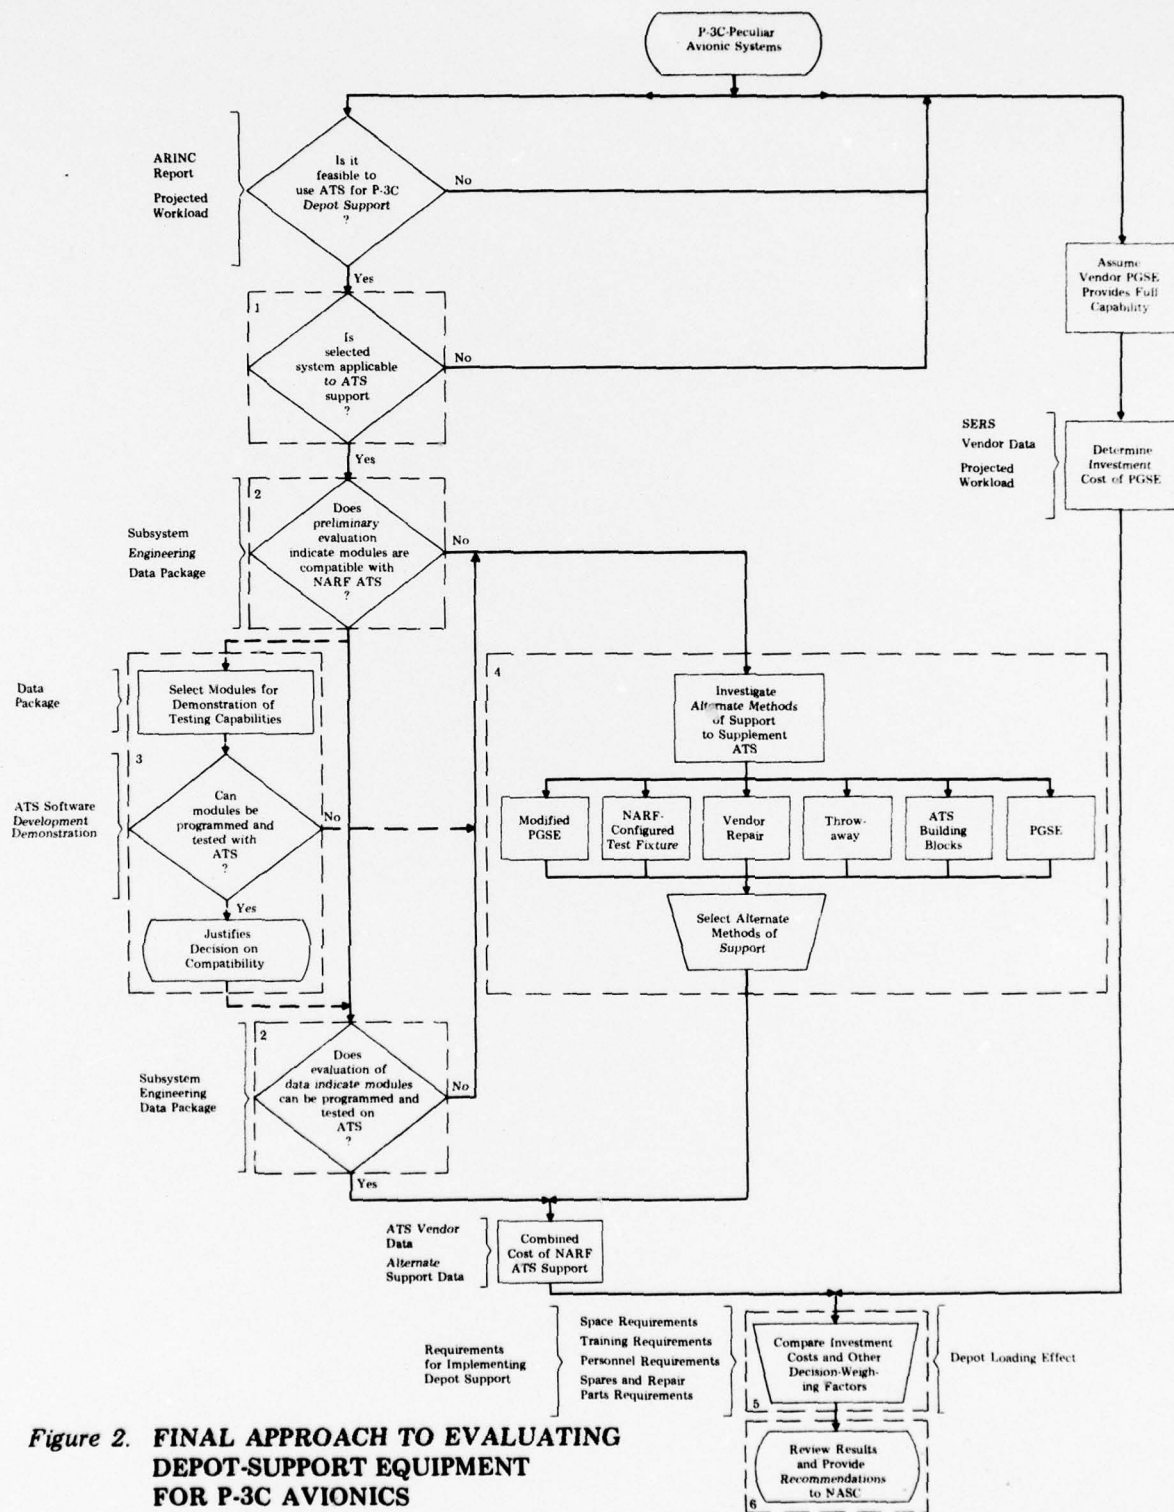 P-3C-Peculiar
Avionic Systems
ARINC
Report
Projected
Workload
Is it
feasible to
use ATS for P-3C
Depot Support
?
No
Yes
1
Is
selected
system applicable
to ATS
support
?
No
Yes
Assume
Vendor PGSE
Provides Full
Capability
SERS
Vendor Data
Projected
Workload
Determine
Investment
Cost of PGSE
Subsystem
Engineering
Data Package
2
Does
preliminary
evaluation
indicate modules are
compatible with
NARF ATS
?
No
Data
Package
Select Modules for
Demonstration of
Testing Capabilities
ATS Software
Development
Demonstration
3
Can
modules be
programmed and
tested with
ATS
?
No
Yes
Justifies
Decision on
Compatibility
4
Investigate
Alternate Methods
of Support
to Supplement
ATS
Modified
PGSE
NARF-
Configured
Test Fixture
Vendor
Repair
Throw-
away
ATS
Building
Blocks
PGSE
Select Alternate
Methods of
Support
Subsystem
Engineering
Data Package
2
Does
evaluation of
data indicate modules
can be programmed and
tested on
ATS
?
No
Yes
ATS Vendor
Data
Alternate
Support Data
Combined
Cost of NARF
ATS Support
Requirements
for Implementing
Depot Support
Space Requirements
Training Requirements
Personnel Requirements
Spares and Repair
Parts Requirements
Compare Investment
Costs and Other
Decision-Weigh-
ing Factors
5
Depot Loading Effect
Review Results
and Provide
Recommendations
to NASC
6
Figure 2. FINAL APPROACH TO EVALUATING
DEPOT-SUPPORT EQUIPMENT
FOR P-3C AVIONICS